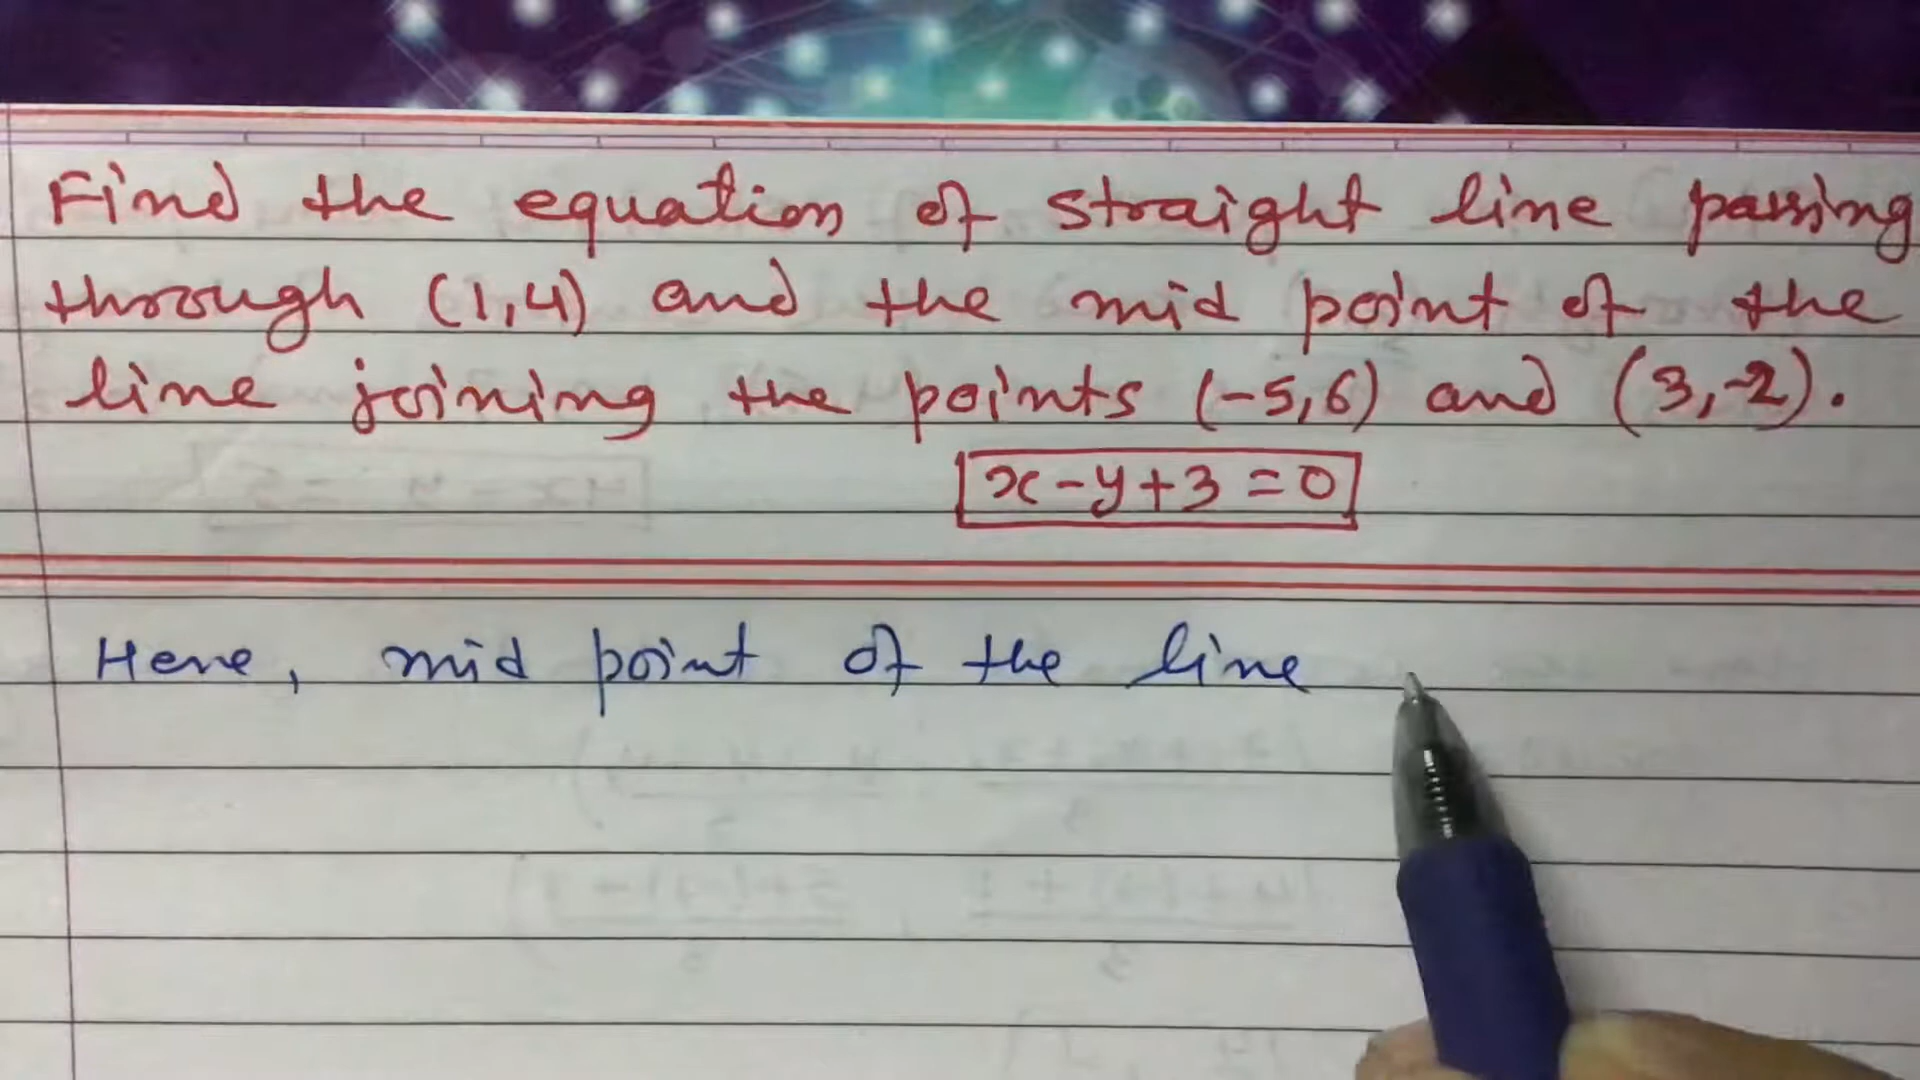 Find the equation of straight line passing
through (1,4) and the mid point of the
line joining the points (-5,6) and (3,-2).
x-y+3=0
Here, mid point of the line